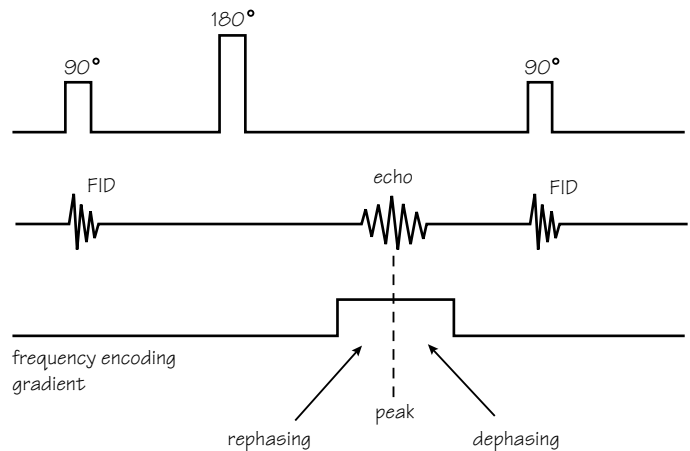 180°
90°
90°
FID
echo
FID
frequency encoding
gradient
peak
rephasing
dephasing